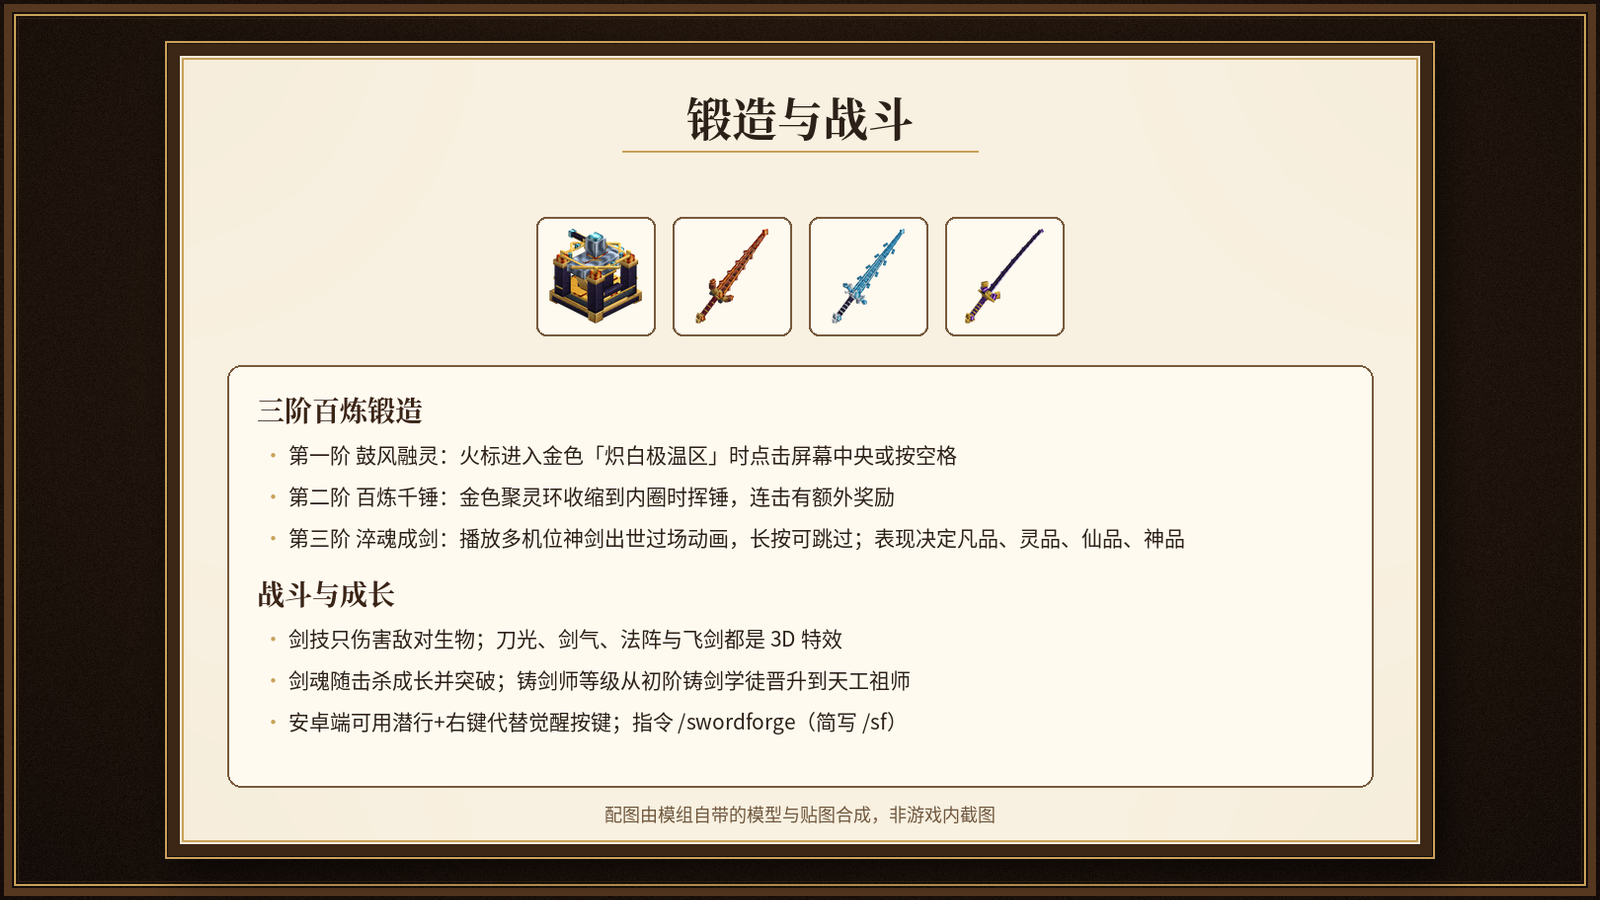 锻造与战斗
三阶百炼锻造
• 第一阶 鼓风融灵：火标进入金色「炽白极温区」时点击屏幕中央或按空格
• 第二阶 百炼千锤：金色聚灵环收缩到内圈时挥锤，连击有额外奖励
• 第三阶 淬魂成剑：播放多机位神剑出世过场动画，长按可跳过；表现决定凡品、灵品、仙品、神品
战斗与成长
• 剑技只伤害敌对生物；刀光、剑气、法阵与飞剑都是 3D 特效
• 剑魂随击杀成长并突破；铸剑师等级从初阶铸剑学徒晋升到天工祖师
• 安卓端可用潜行+右键代替觉醒按键；指令 /swordforge（简写 /sf）
配图由模组自带的模型与贴图合成，非游戏内截图